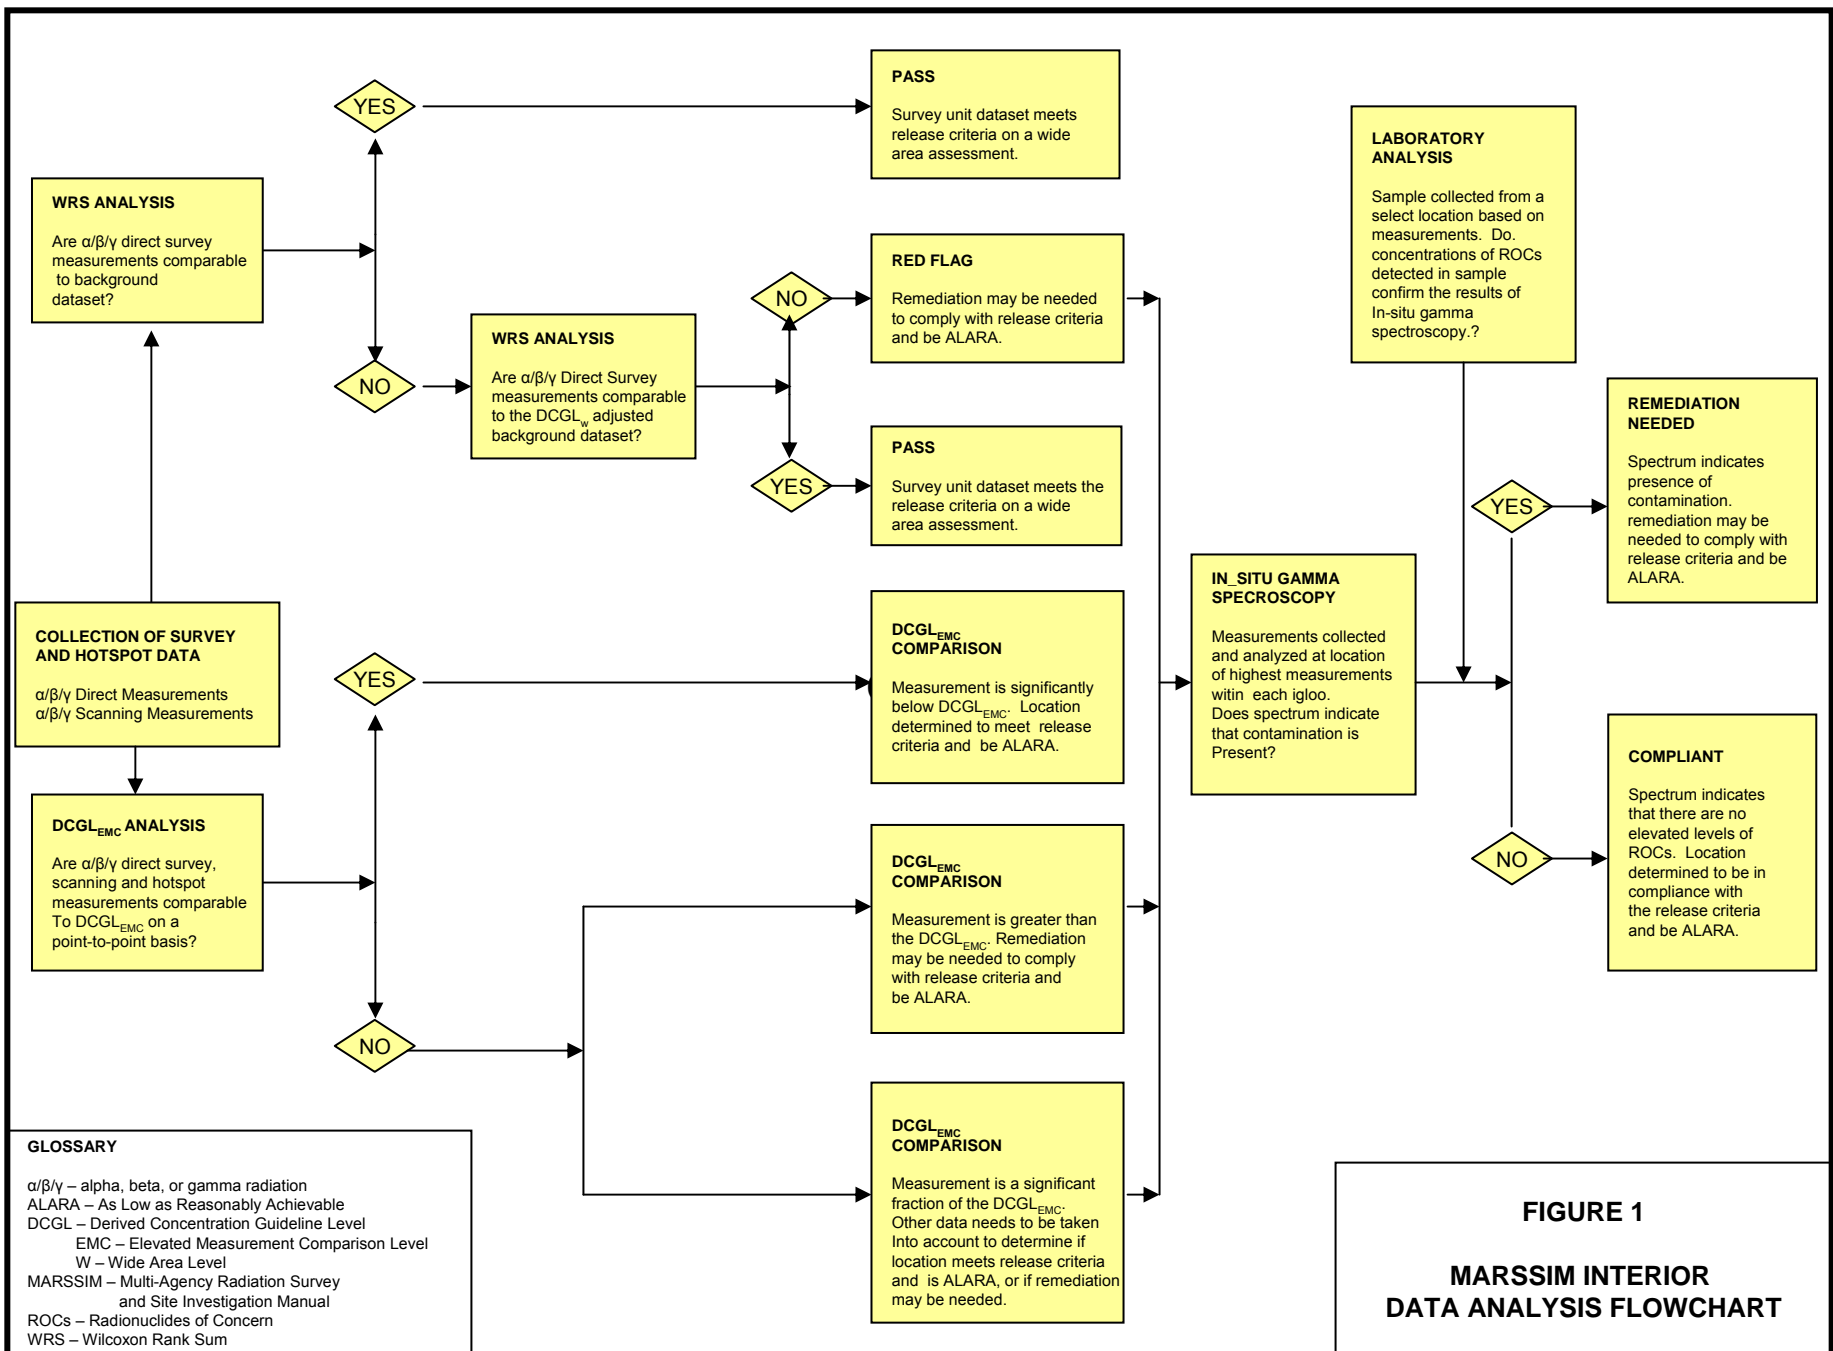 YES
PASS
Survey unit dataset meets
release criteria on a wide
area assessment.
WRS ANALYSIS
Are α/β/γ direct survey
measurements comparable
to background
dataset?
NO
WRS ANALYSIS
Are α/β/γ Direct Survey
measurements comparable
to the DCGLw adjusted
background dataset?
NO
RED FLAG
Remediation may be needed
to comply with release criteria
and be ALARA.
YES
PASS
Survey unit dataset meets the
release criteria on a wide
area assessment.
COLLECTION OF SURVEY
AND HOTSPOT DATA
α/β/γ Direct Measurements
α/β/γ Scanning Measurements
DCGLEMC ANALYSIS
Are α/β/γ direct survey,
scanning and hotspot
measurements comparable
To DCGLEMC on a
point-to-point basis?
YES
DCGLEMC
COMPARISON
Measurement is significantly
below DCGLEMC. Location
determined to meet release
criteria and be ALARA.
NO
DCGLEMC
COMPARISON
Measurement is greater than
the DCGLEMC. Remediation
may be needed to comply
with release criteria and
be ALARA.
DCGLEMC
COMPARISON
Measurement is a significant
fraction of the DCGLEMC.
Other data needs to be taken
Into account to determine if
location meets release criteria
and is ALARA, or if remediation
may be needed.
IN_SITU GAMMA
SPECROSCOPY
Measurements collected
and analyzed at location
of highest measurements
witin each igloo.
Does spectrum indicate
that contamination is
Present?
LABORATORY
ANALYSIS
Sample collected from a
select location based on
measurements. Do.
concentrations of ROCs
detected in sample
confirm the results of
In-situ gamma
spectroscopy.?
YES
REMEDIATION
NEEDED
Spectrum indicates
presence of
contamination.
remediation may be
needed to comply with
release criteria and be
ALARA.
NO
COMPLIANT
Spectrum indicates
that there are no
elevated levels of
ROCs. Location
determined to be in
compliance with
the release criteria
and be ALARA.
GLOSSARY
α/β/γ – alpha, beta, or gamma radiation
ALARA – As Low as Reasonably Achievable
DCGL – Derived Concentration Guideline Level
EMC – Elevated Measurement Comparison Level
W – Wide Area Level
MARSSIM – Multi-Agency Radiation Survey
and Site Investigation Manual
ROCs – Radionuclides of Concern
WRS – Wilcoxon Rank Sum
FIGURE 1
MARSSIM INTERIOR
DATA ANALYSIS FLOWCHART